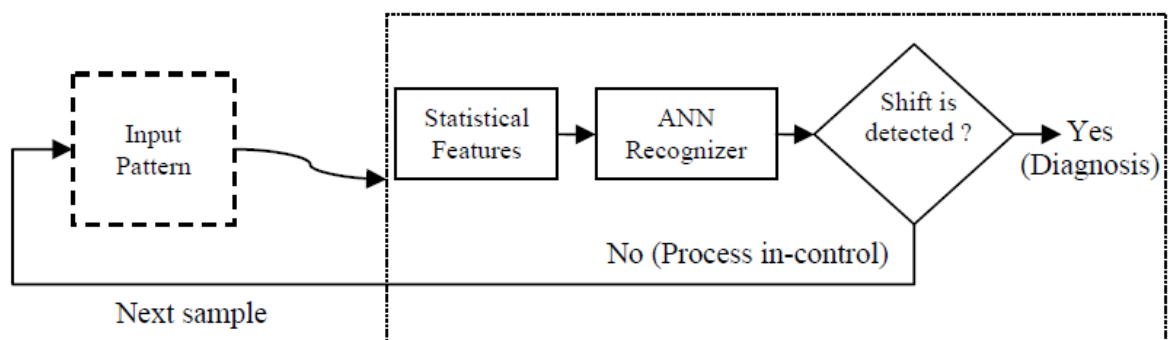 Input
Pattern
Statistical
Features
ANN
Recognizer
Shift is
detected ?
Yes
(Diagnosis)
No (Process in-control)
Next sample